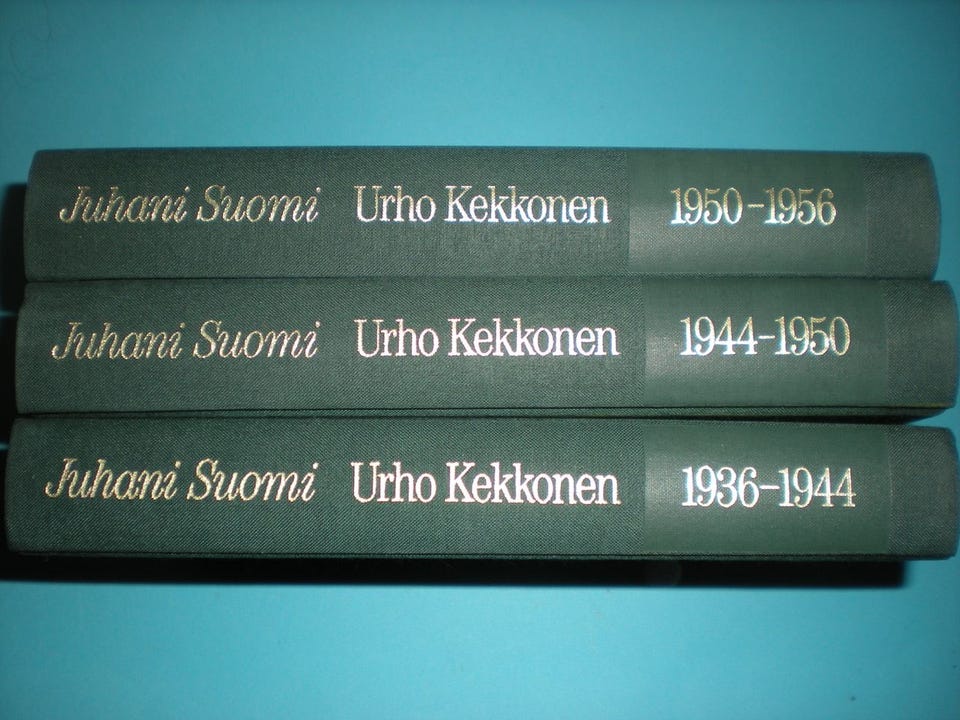 Juhani Suomi Urho Kekkonen 1950-1956
Juhani Suomi Urho Kekkonen 1944-1950
Juhani Suomi Urho Kekkonen 1936-1944